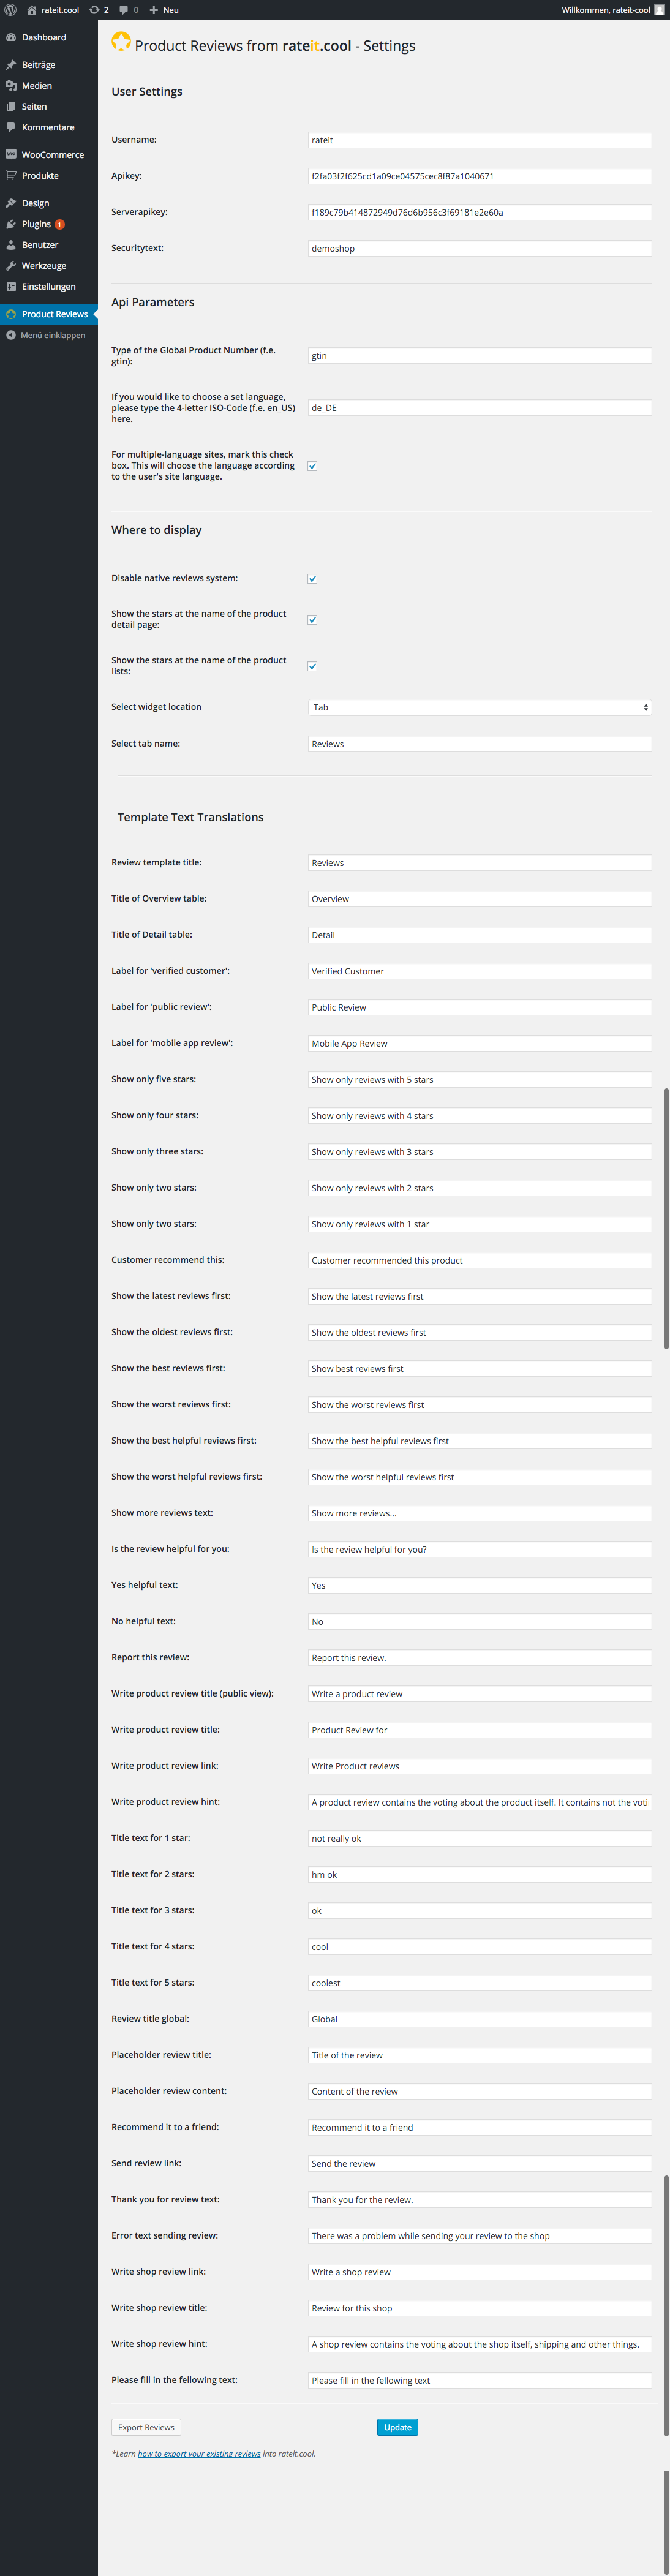 rateit.cool 2 0 Neu Willkommen, rateit-cool
Dashboard
Beiträge
Medien
Seiten
Kommentare
WooCommerce
Produkte
Design
Plugins 1
Benutzer
Werkzeuge
Einstellungen
Product Reviews
Menü einklappen
Product Reviews from rateit.cool - Settings
User Settings
Username: rateit
Apikey: f2fa03f2f625cd1a09ce04575cec8f87a1040671
Serverapikey: f189c79b414872949d76d6b956c3f69181e2e60a
Securitytext: demoshop
Api Parameters
Type of the Global Product Number (f.e.
gtin): gtin
If you would like to choose a set language,
please type the 4-letter ISO-Code (f.e. en_US) de_DE
here.
For multiple-language sites, mark this check
box. This will choose the language according
to the user's site language.
Where to display
Disable native reviews system:
Show the stars at the name of the product
detail page:
Show the stars at the name of the product
lists:
Select widget location Tab
Select tab name: Reviews
Template Text Translations
Review template title: Reviews
Title of Overview table: Overview
Title of Detail table: Detail
Label for 'verified customer': Verified Customer
Label for 'public review': Public Review
Label for 'mobile app review': Mobile App Review
Show only five stars: Show only reviews with 5 stars
Show only four stars: Show only reviews with 4 stars
Show only three stars: Show only reviews with 3 stars
Show only two stars: Show only reviews with 2 stars
Show only two stars: Show only reviews with 1 star
Customer recommend this: Customer recommended this product
Show the latest reviews first: Show the latest reviews first
Show the oldest reviews first: Show the oldest reviews first
Show the best reviews first: Show best reviews first
Show the worst reviews first: Show the worst reviews first
Show the best helpful reviews first: Show the best helpful reviews first
Show the worst helpful reviews first: Show the worst helpful reviews first
Show more reviews text: Show more reviews...
Is the review helpful for you: Is the review helpful for you?
Yes helpful text: Yes
No helpful text: No
Report this review: Report this review.
Write product review title (public view): Write a product review
Write product review title: Product Review for
Write product review link: Write Product reviews
Write product review hint: A product review contains the voting about the product itself. It contains not the voti
Title text for 1 star: not really ok
Title text for 2 stars: hm ok
Title text for 3 stars: ok
Title text for 4 stars: cool
Title text for 5 stars: coolest
Review title global: Global
Placeholder review title: Title of the review
Placeholder review content: Content of the review
Recommend it to a friend: Recommend it to a friend
Send review link: Send the review
Thank you for review text: Thank you for the review.
Error text sending review: There was a problem while sending your review to the shop
Write shop review link: Write a shop review
Write shop review title: Review for this shop
Write shop review hint: A shop review contains the voting about the shop itself, shipping and other things.
Please fill in the fellowing text: Please fill in the fellowing text
Export Reviews Update
*Learn how to export your existing reviews into rateit.cool.